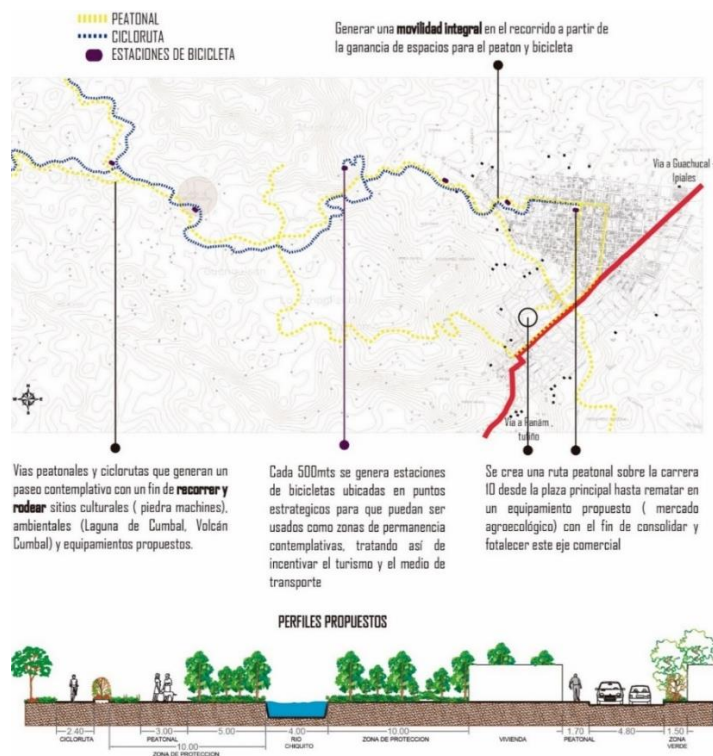 PEATONAL
CICLORUTA
ESTACIONES DE BICICLETA
Generar una movilidad integral en el recorrido a partir de
la ganancia de espacios para el peaton y bicicleta
Via a Guachucal -
Ipiales
Via a Panam ,
tufiño
Vias peatonales y ciclorutas que generan un
paseo contemplativo con un fin de recorrer y
rodear sitios culturales ( piedra machines),
ambientales (Laguna de Cumbal, Volcán
Cumbal) y equipamientos propuestos.
Cada 500mts se genera estaciones
de bicicletas ubicadas en puntos
estrategicos para que puedan ser
usados como zonas de permanencia
contemplativas, tratando así de
incentivar el turismo y el medio de
transporte
Se crea una ruta peatonal sobre la carrera
10 desde la plaza principal hasta rematar en
un equipamiento propuesto ( mercado
agroecológico) con el fin de consolidar y
fotalecer este eje comercial
PERFILES PROPUESTOS
2.40 3.00 5.00 4.00 10.00 1.70 4.80 1.50
CICLORUTA PEATONAL RIO CHIQUITO ZONA DE PROTECCION VIVIENDA PEATONAL ZONA VERDE
10.00
ZONA DE PROTECCION